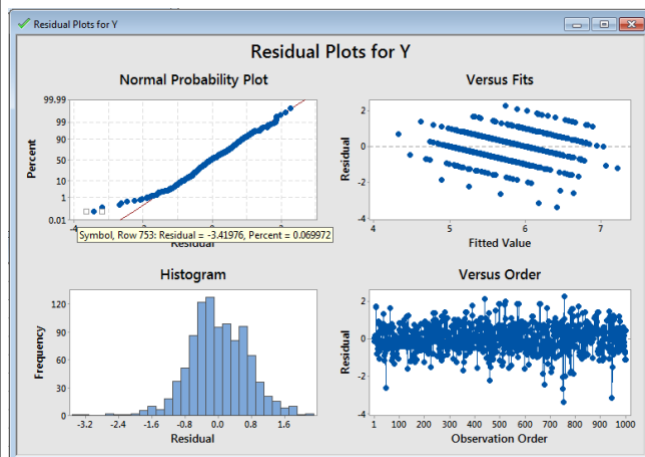 Residual Plots for Y
Residual Plots for Y
Normal Probability Plot
Versus Fits
99.99
99
90
50
10
1
0.01
Percent
-4
2
Residual
Symbol, Row 753: Residual = -3.41976, Percent = 0.069972
2
0
-2
-4
Residual
4
5
6
7
Fitted Value
Histogram
Versus Order
120
90
60
30
0
Frequency
-3.2
-2.4
-1.6
-0.8
0.0
0.8
1.6
Residual
2
0
-2
-4
Residual
1
100
200
300
400
500
600
700
800
900
1000
Observation Order